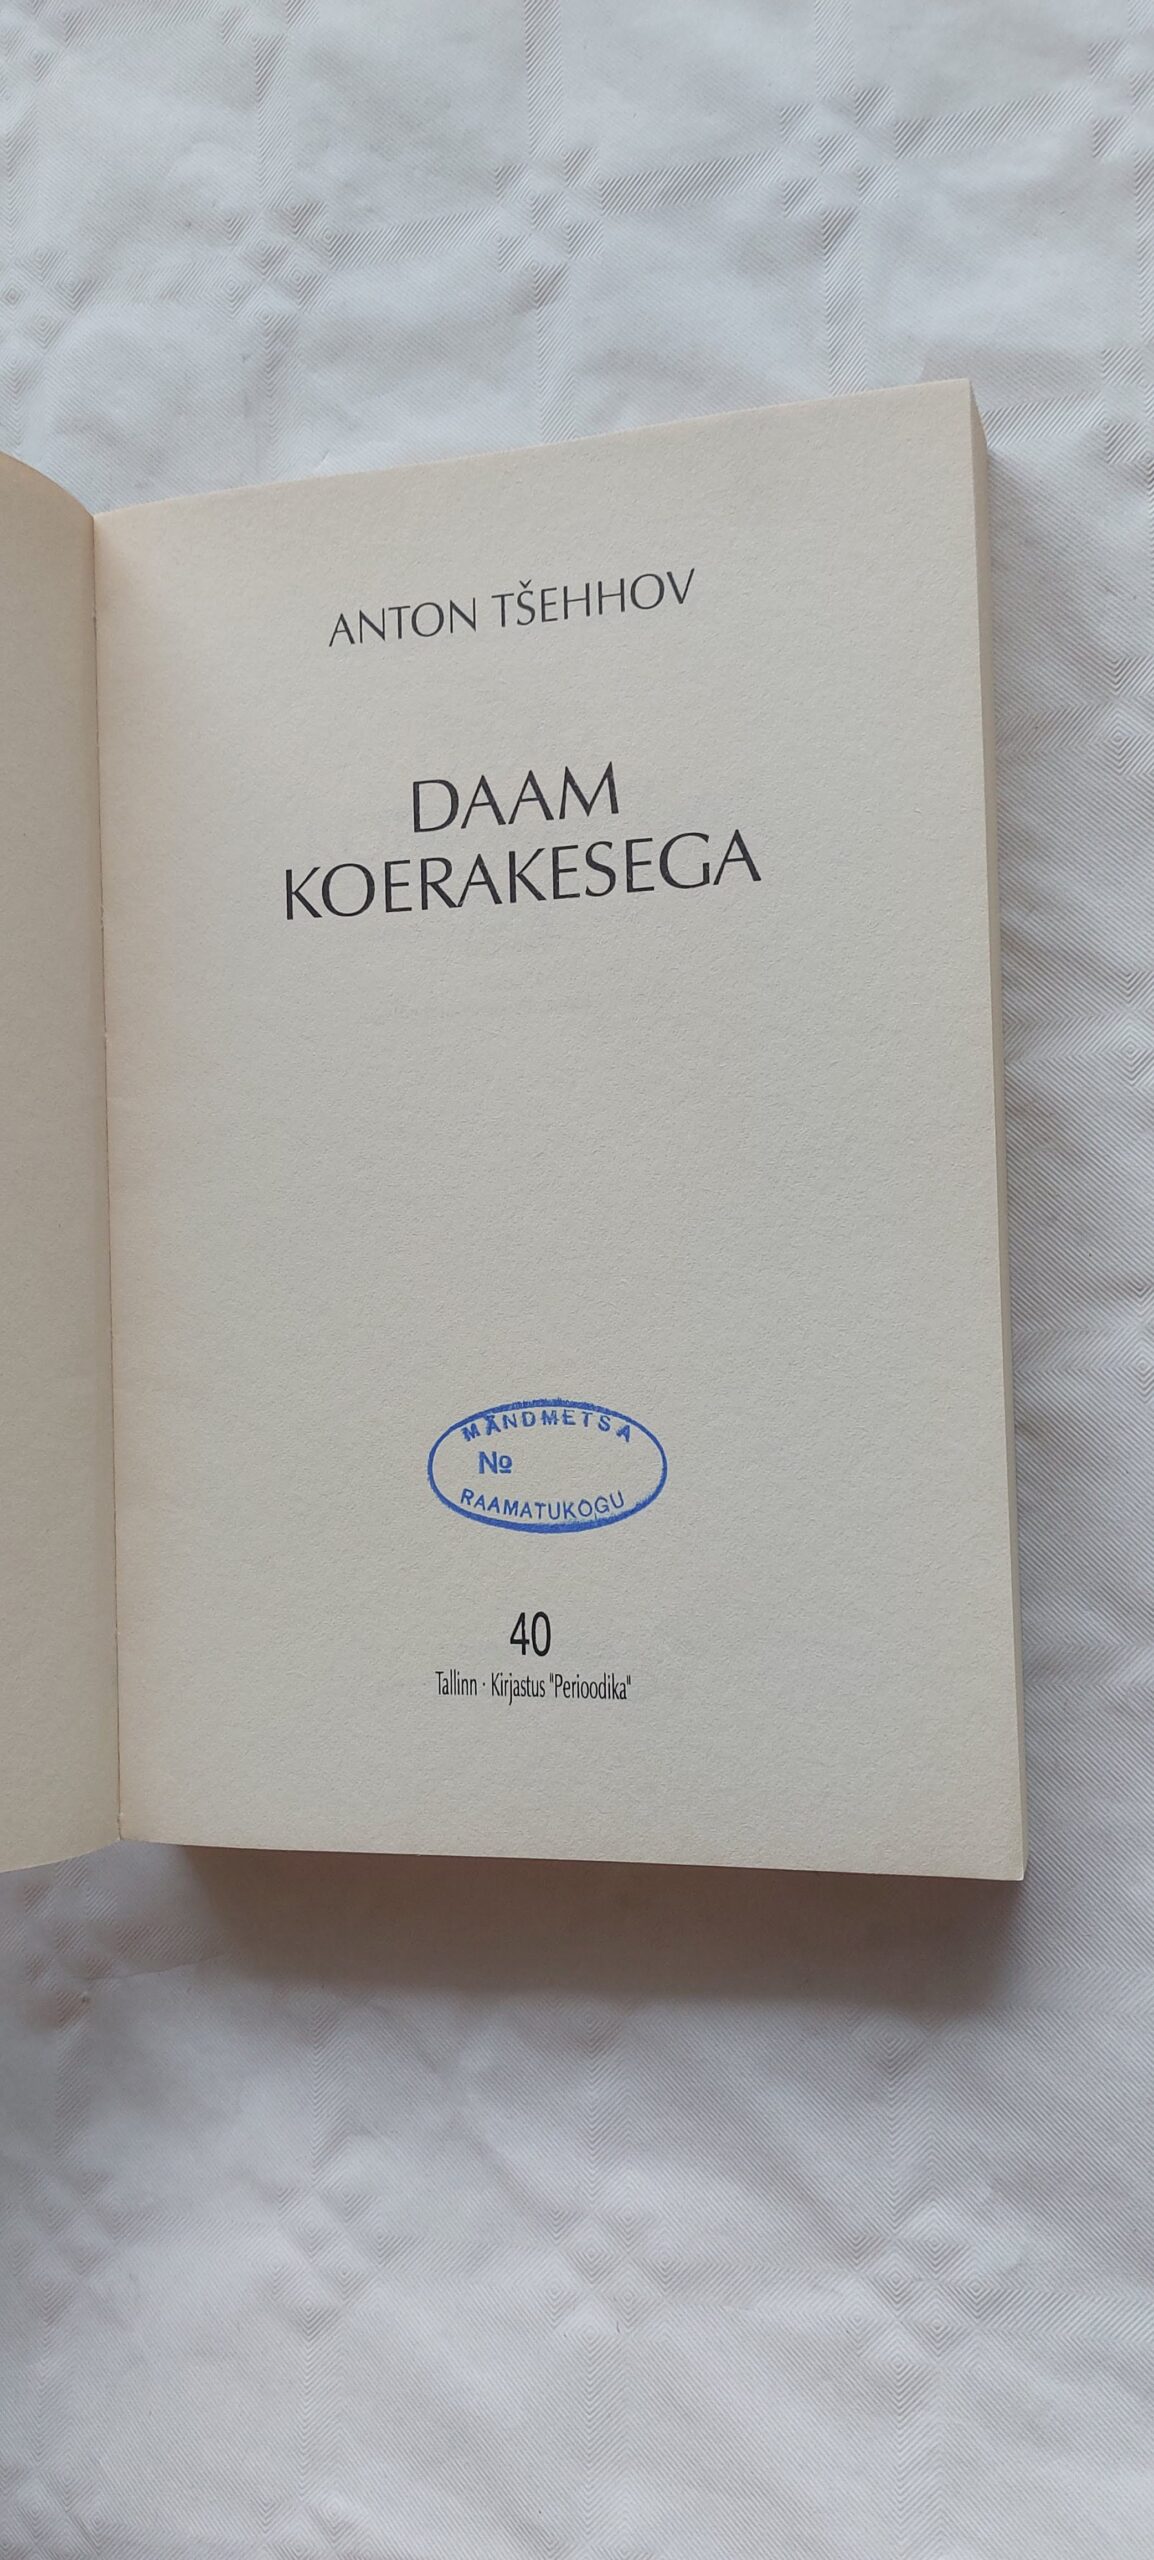 ANTON TŠEHHOV
DAAM
KOERAKESEGA
MÄNDMETSA
№
RAAMATUKOGU
40
Tallinn · Kirjastus "Perioodika"